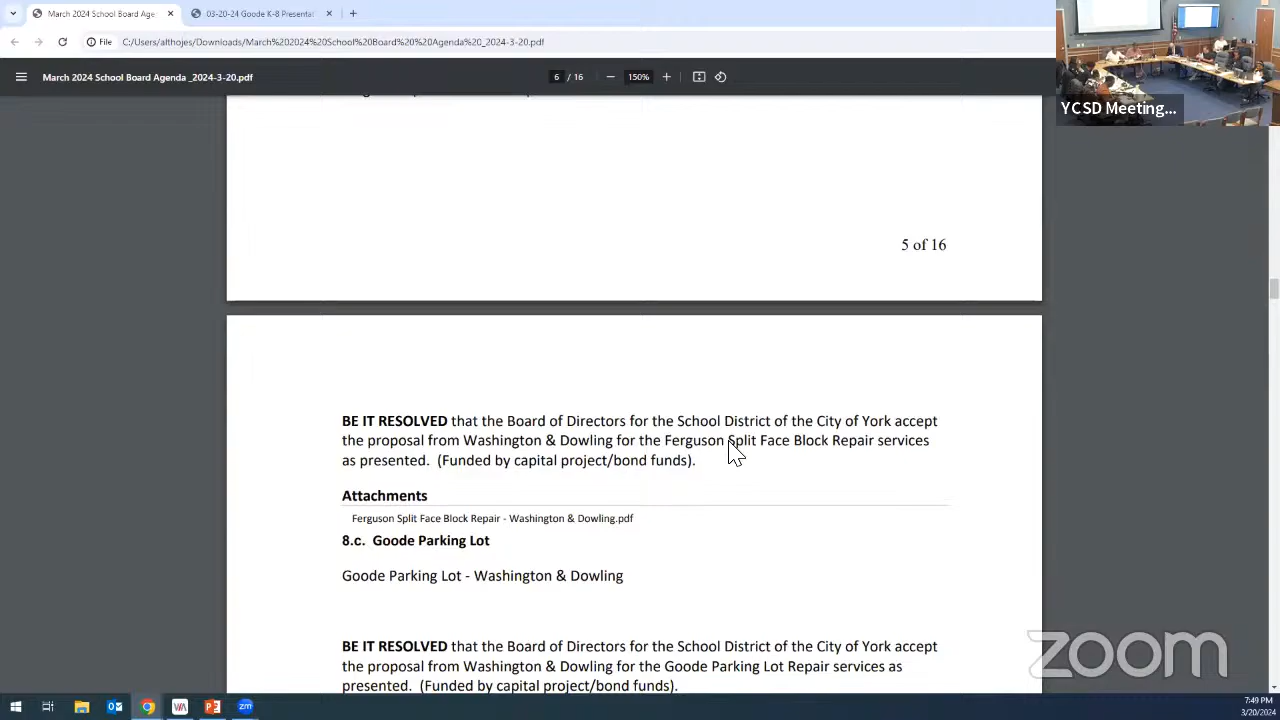 March 2024 School Board Age
03-20-24 Goode K-8 Presentat
File
C:/Users/althojes/Downloads/March%202024%20School%20Board%20%20Agenda%20_2024-3-20.pdf
March 2024 School Board Agenda _2024-3-20.pdf
6 / 16
150%
YCSD Meeting...
5 of 16
BE IT RESOLVED that the Board of Directors for the School District of the City of York accept
the proposal from Washington & Dowling for the Ferguson Split Face Block Repair services
as presented. (Funded by capital project/bond funds).
Attachments
Ferguson Split Face Block Repair - Washington & Dowling.pdf
8.c. Goode Parking Lot
Goode Parking Lot - Washington & Dowling
BE IT RESOLVED that the Board of Directors for the School District of the City of York accept
the proposal from Washington & Dowling for the Goode Parking Lot Repair services as
presented. (Funded by capital project/bond funds).
zoom
7:49 PM
3/20/2024